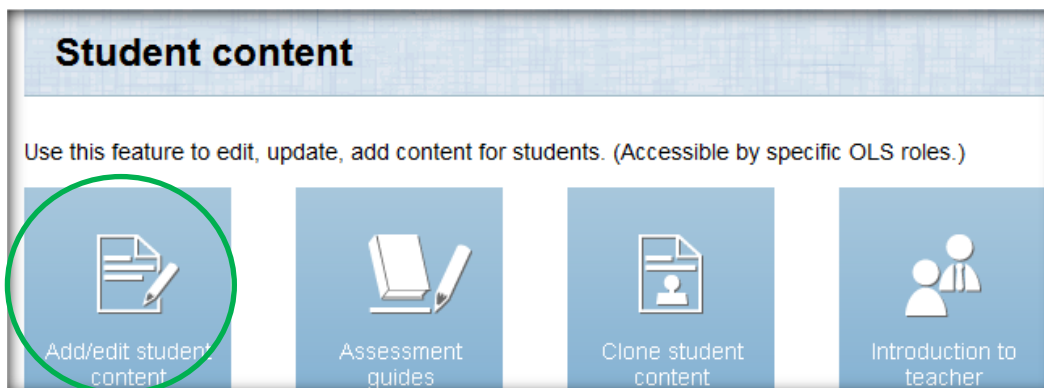 Student content
Use this feature to edit, update, add content for students. (Accessible by specific OLS roles.)
Add/edit student
content
Assessment
guides
Clone student
content
Introduction to
teacher